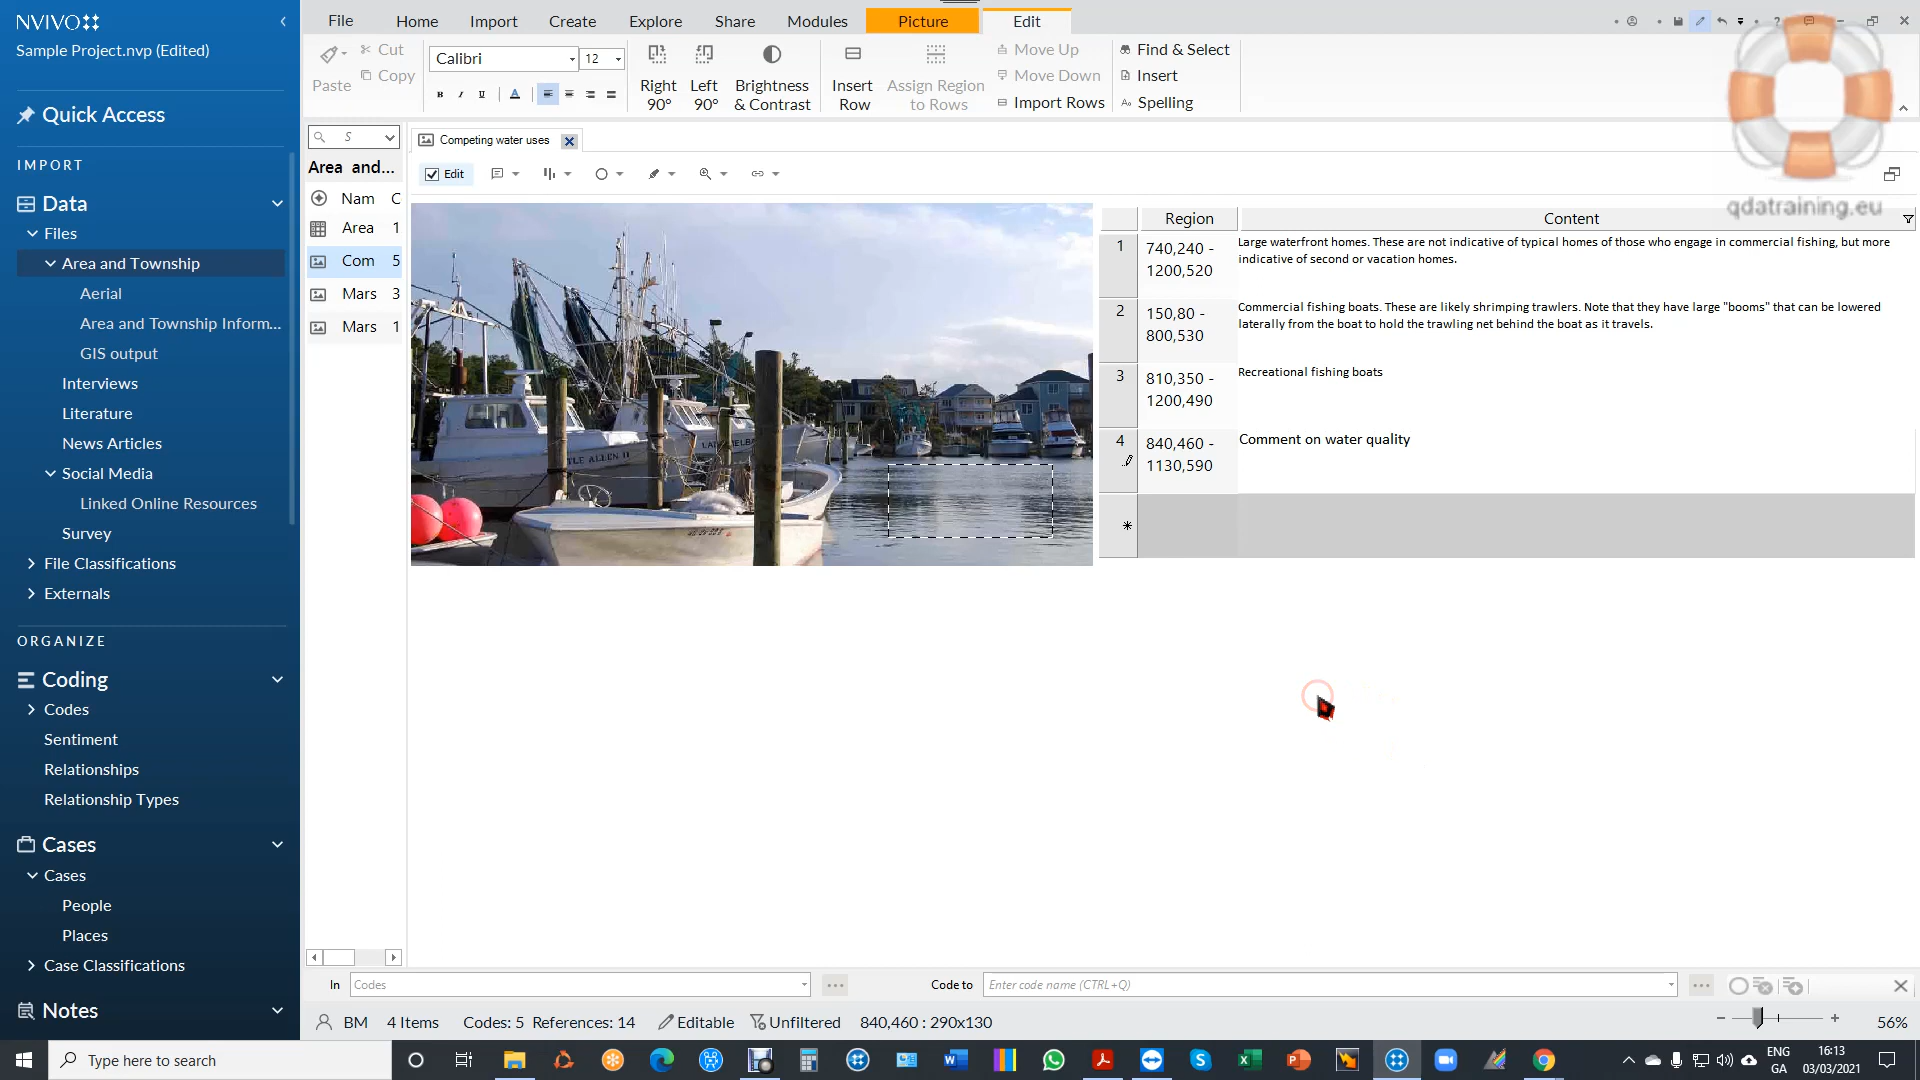 NVIVO
Sample Project.nvp (Edited)
File Home Import Create Explore Share Modules Picture Edit
Paste Cut Copy
Calibri 12
B I U A
Right 90° Left 90° Brightness & Contrast
Insert Row Assign Region to Rows
Move Up
Move Down
Import Rows
Find & Select
Insert
Spelling
qdatraining.eu
Quick Access
IMPORT
Data
Files
Area and Township
Aerial
Area and Township Inform...
GIS output
Interviews
Literature
News Articles
Social Media
Linked Online Resources
Survey
File Classifications
Externals
ORGANIZE
Coding
Codes
Sentiment
Relationships
Relationship Types
Cases
Cases
People
Places
Case Classifications
Notes
S
Area and...
Nam C
Area 1
Com 5
Mars 3
Mars 1
Competing water uses
Edit
Region Content
1 740,240 - 1200,520 Large waterfront homes. These are not indicative of typical homes of those who engage in commercial fishing, but more
indicative of second or vacation homes.
2 150,80 - 800,530 Commercial fishing boats. These are likely shrimping trawlers. Note that they have large "booms" that can be lowered
laterally from the boat to hold the trawling net behind the boat as it travels.
3 810,350 - 1200,490 Recreational fishing boats
4 840,460 - 1130,590 Comment on water quality
In Codes Code to Enter code name (CTRL+Q)
BM 4 Items Codes: 5 References: 14 Editable Unfiltered 840,460 : 290x130 56%
Type here to search
ENG
GA
16:13
03/03/2021